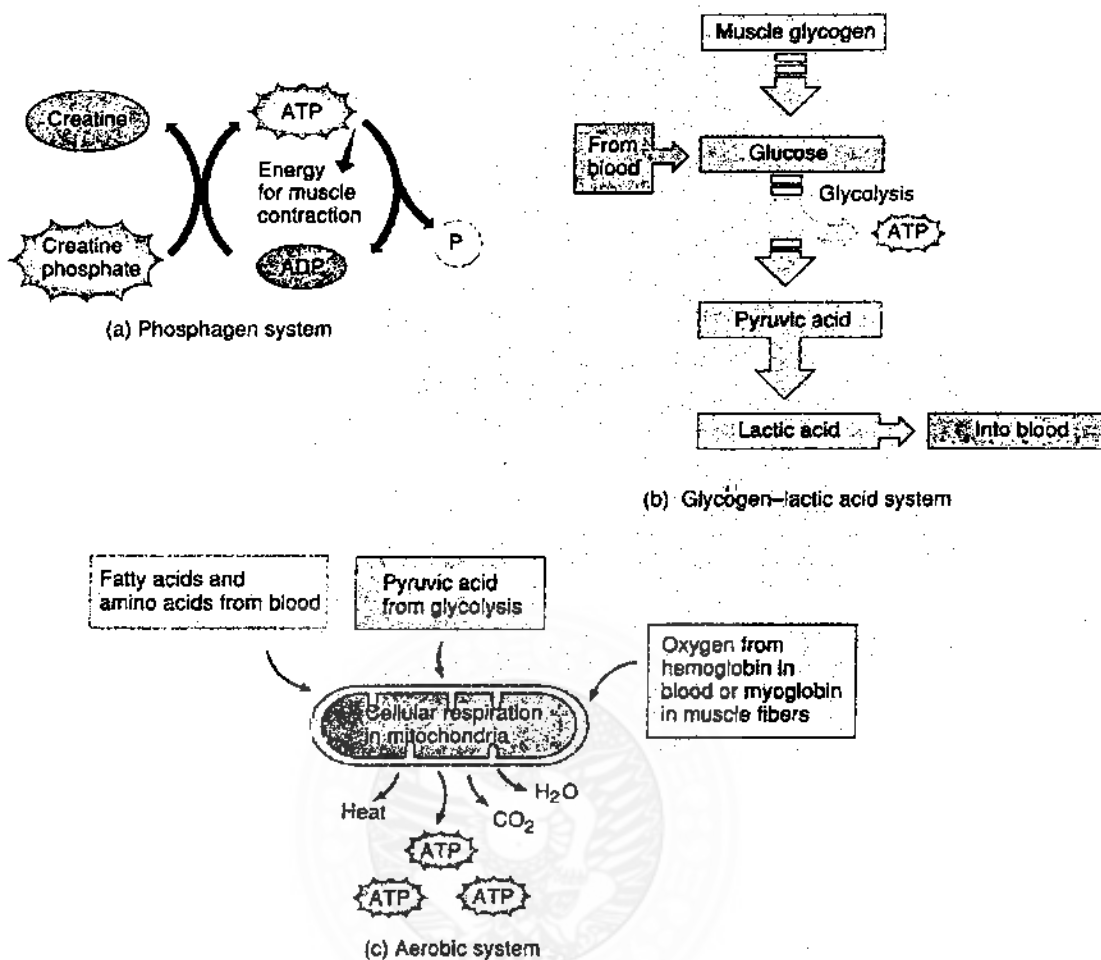 Creatine
ATP
Energy
for muscle
contraction
Creatine
phosphate
ADP
P
(a) Phosphagen system
Muscle glycogen
From
blood
Glucose
Glycolysis
ATP
Pyruvic acid
Lactic acid
Into blood
(b) Glycogen–lactic acid system
Fatty acids and
amino acids from blood
Pyruvic acid
from glycolysis
Oxygen from
hemoglobin in
blood or myoglobin
in muscle fibers
Cellular respiration
in mitochondria
Heat
CO₂
H₂O
ATP
ATP
ATP
(c) Aerobic system